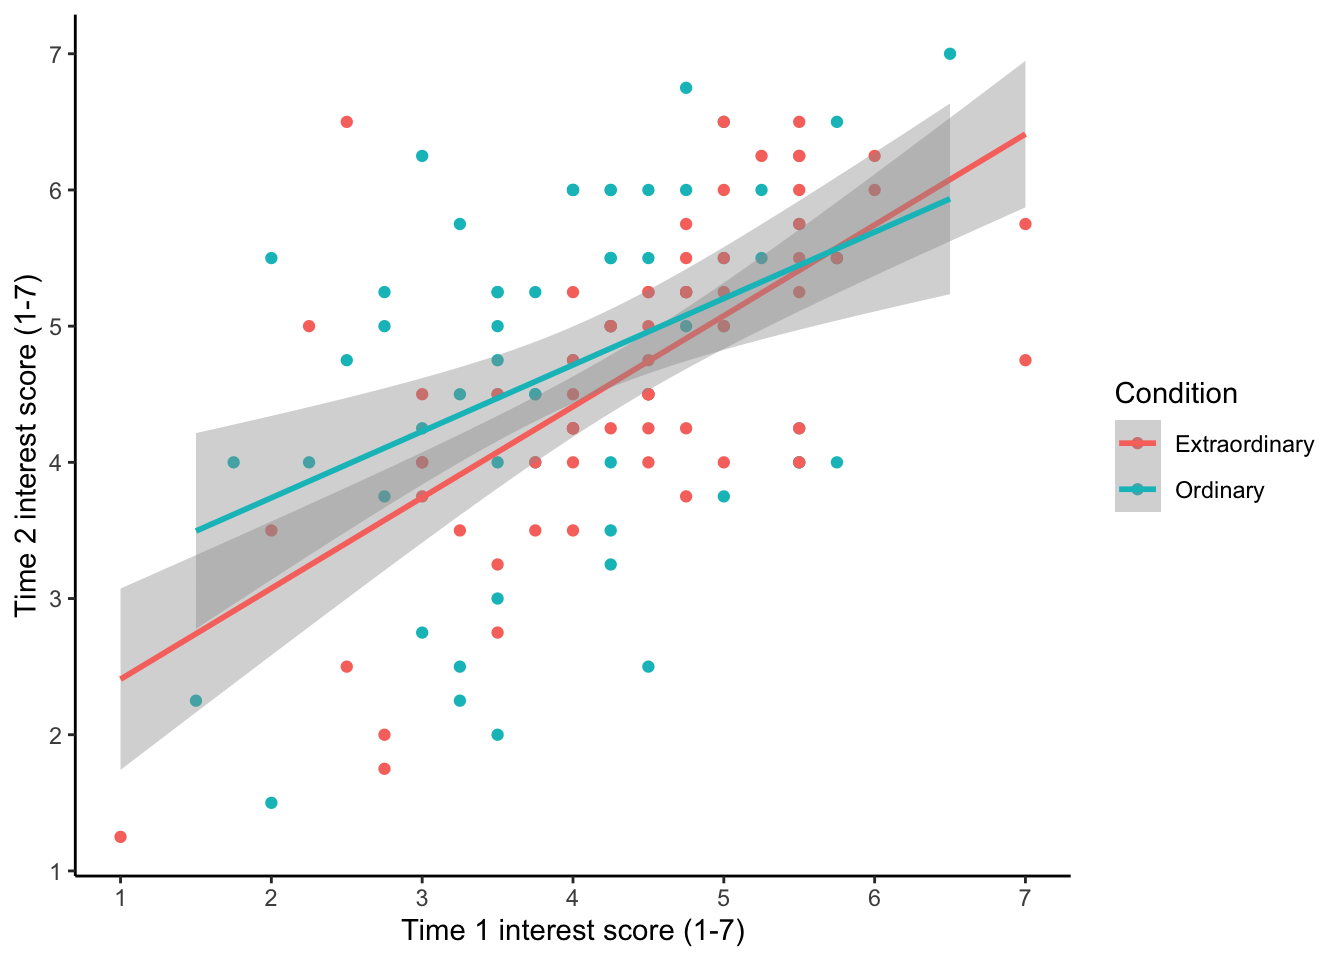 Time 2 interest score (1-7)
7
6
5
4
3
2
1
1 2 3 4 5 6 7
Time 1 interest score (1-7)
Condition
Extraordinary
Ordinary